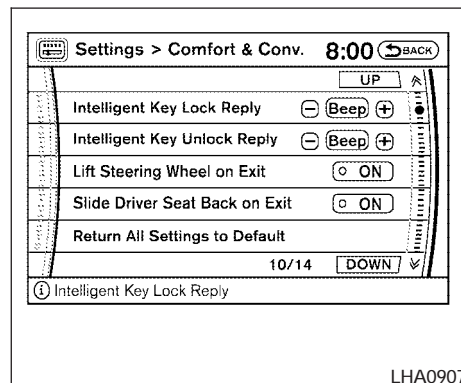 Settings > Comfort & Conv. 8:00 BACK
UP
Intelligent Key Lock Reply − Beep +
Intelligent Key Unlock Reply − Beep +
Lift Steering Wheel on Exit ON
Slide Driver Seat Back on Exit ON
Return All Settings to Default
10/14 DOWN
i Intelligent Key Lock Reply
LHA0907